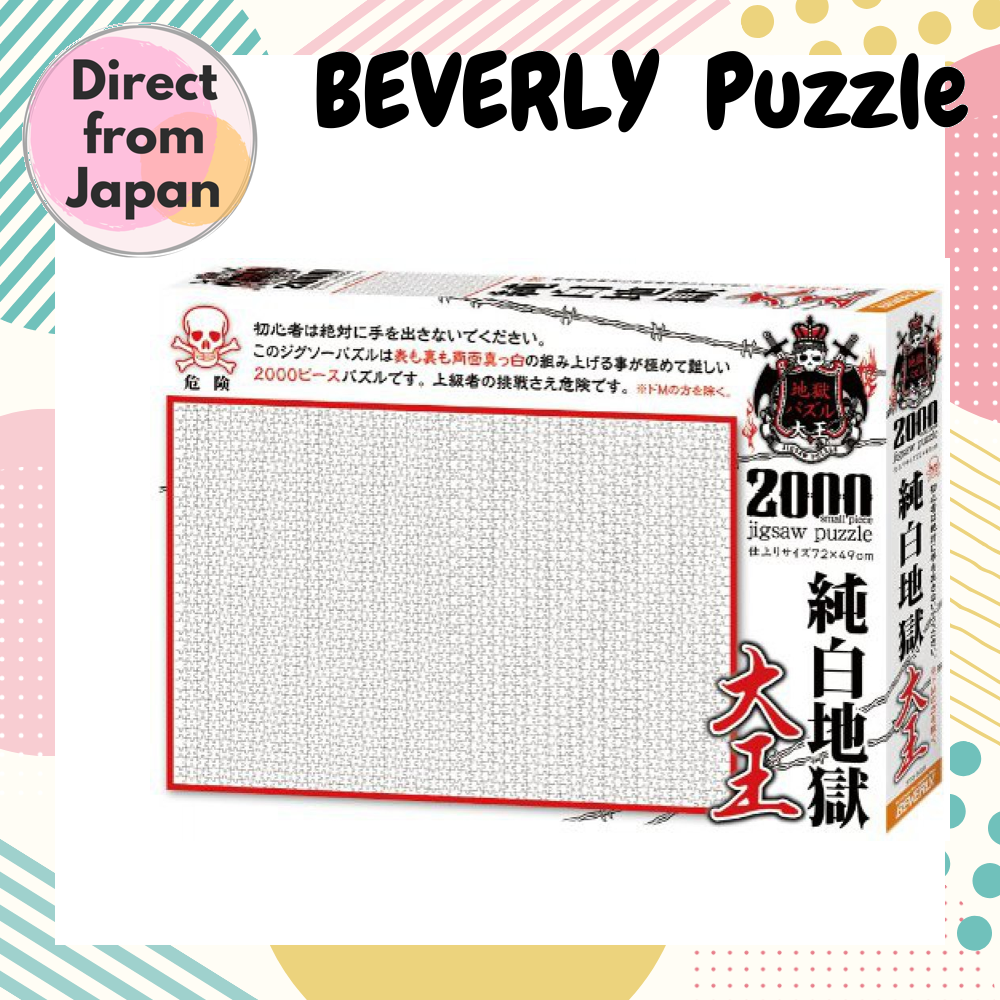 Direct
from
Japan
BEVERLY Puzzle
危険
初心者は絶対に手を出さないでください。
このジグソーパズルは表も裏も両面真っ白の組み上げる事が極めて難しい
2000ピースパズルです。上級者の挑戦さえ危険です。※ドMの方を除く。
地獄
パズル
大王
JIGSAW PUZZLE
2000
small piece
jigsaw puzzle
仕上りサイズ72×49cm
純白地獄
大王
2000
jigsaw puzzle
純白地獄
大王
BEVERLY